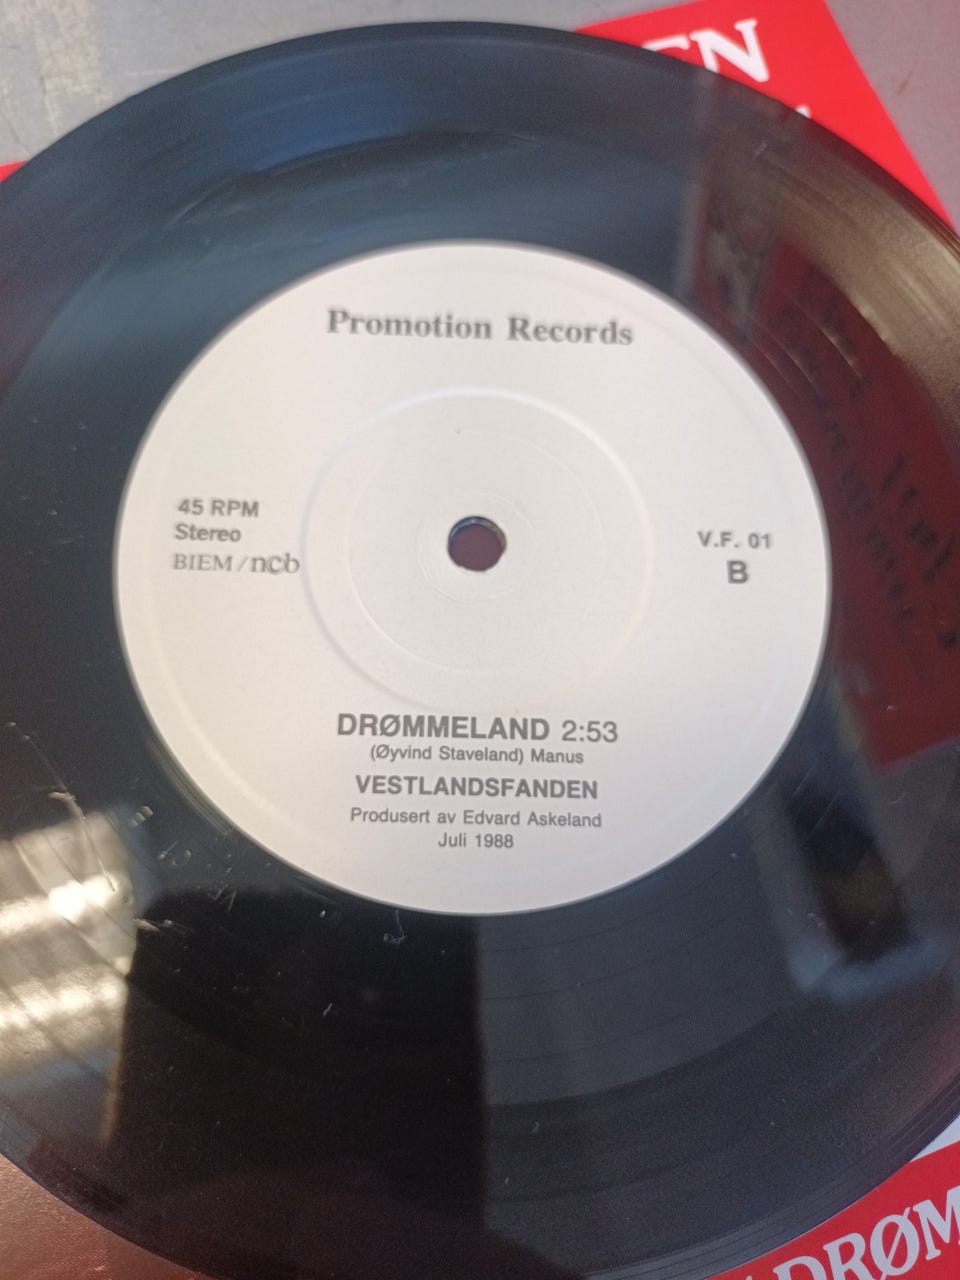 EN
Promotion Records
45 RPM
Stereo
BIEM/ncb
V.F. 01
B
DRØMMELAND 2:53
(Øyvind Staveland) Manus
VESTLANDSFANDEN
Produsert av Edvard Askeland
Juli 1988
DRØM